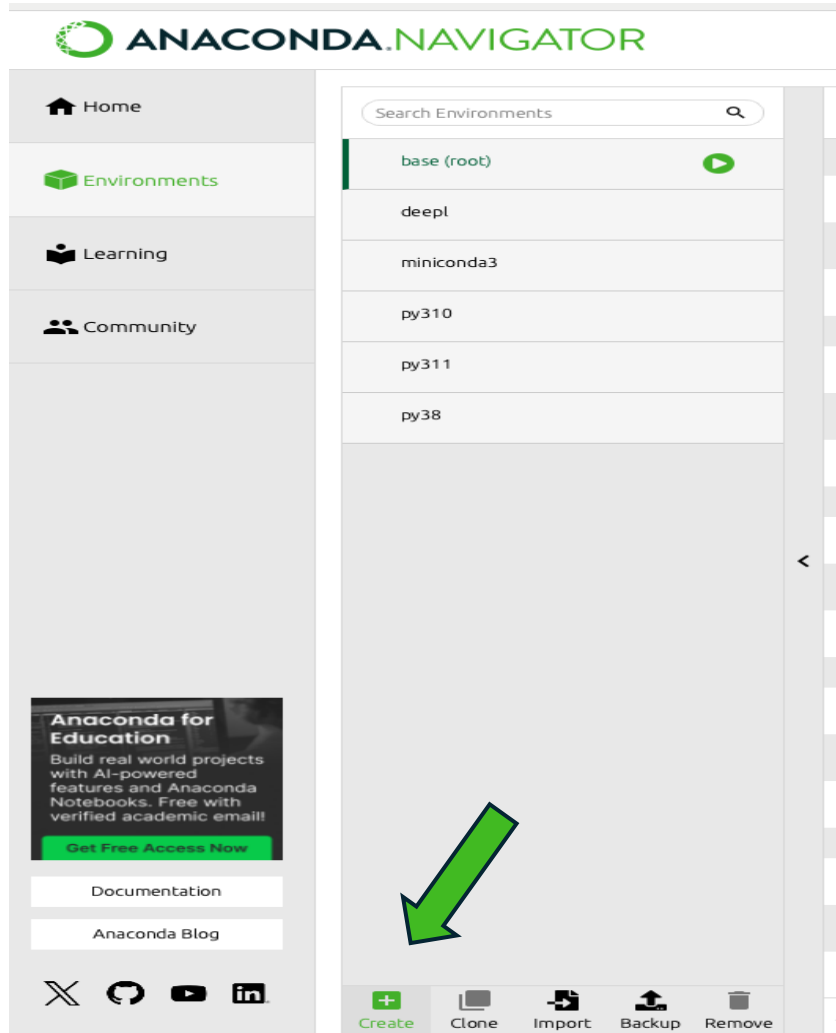 ANACONDA.NAVIGATOR
Home
Environments
Learning
Community
Search Environments
base (root)
deepl
miniconda3
py310
py311
py38
Anaconda for
Education
Build real world projects
with AI-powered
features and Anaconda
Notebooks. Free with
verified academic email!
Get Free Access Now
Documentation
Anaconda Blog
Create Clone Import Backup Remove